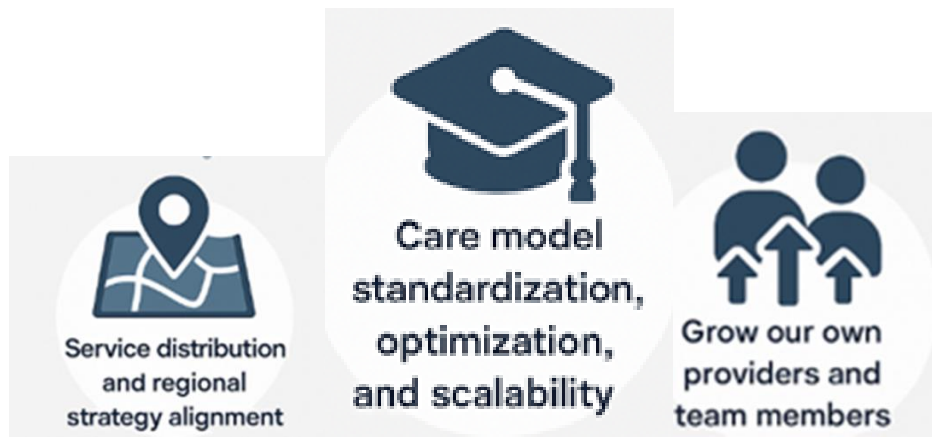 Service distribution
and regional
strategy alignment
Care model
standardization,
optimization,
and scalability
Grow our own
providers and
team members